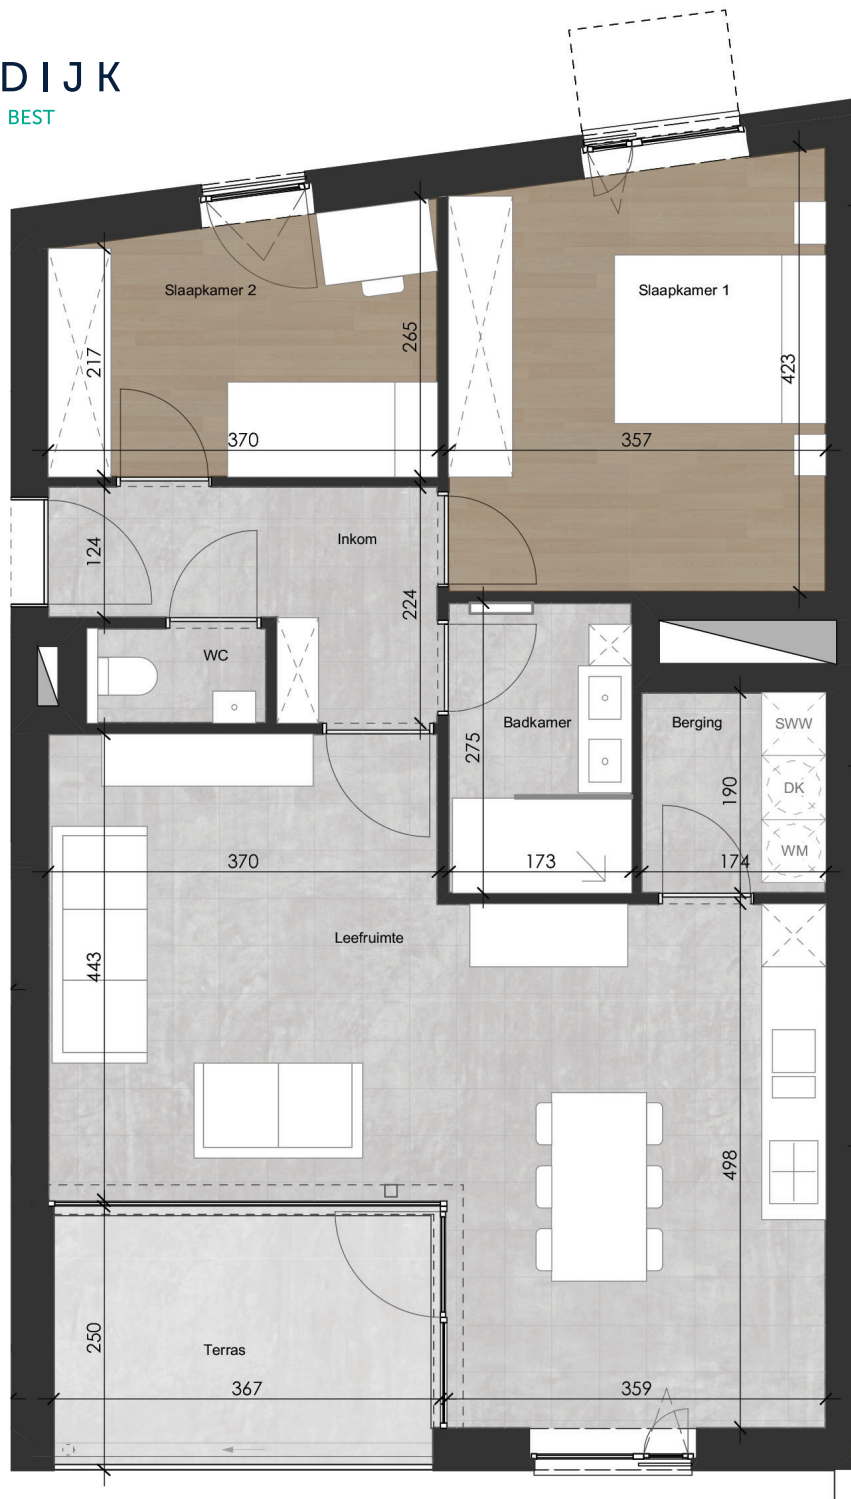 DIJK
BEST
Slaapkamer 2
Slaapkamer 1
217
265
423
370
357
124
Inkom
224
WC
Badkamer
Berging
SWW
275
190
DK
WM
370
173
174
Leefruimte
443
498
250
Terras
367
359